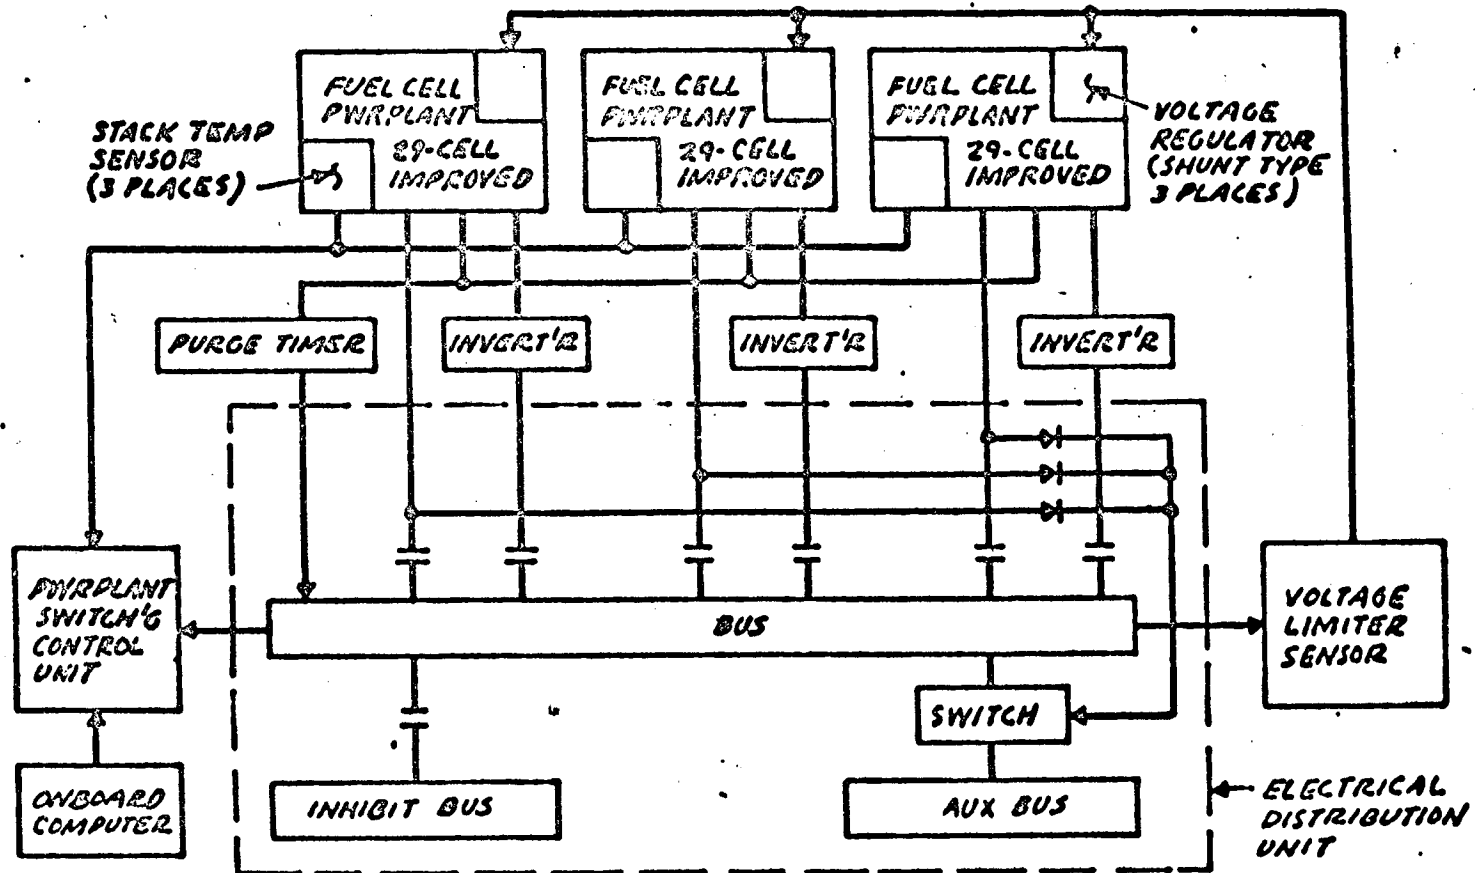 FUEL CELL
PWRPLANT
29-CELL
IMPROVED
FUEL CELL
PWRPLANT
29-CELL
IMPROVED
FUEL CELL
PWRPLANT
29-CELL
IMPROVED
STACK TEMP
SENSOR
(3 PLACES)
VOLTAGE
REGULATOR
(SHUNT TYPE
3 PLACES)
PURGE TIMER
INVERT'R
INVERT'R
INVERT'R
PWRPLANT
SWITCH'G
CONTROL
UNIT
BUS
VOLTAGE
LIMITER
SENSOR
SWITCH
ONBOARD
COMPUTER
INHIBIT BUS
AUX BUS
ELECTRICAL
DISTRIBUTION
UNIT